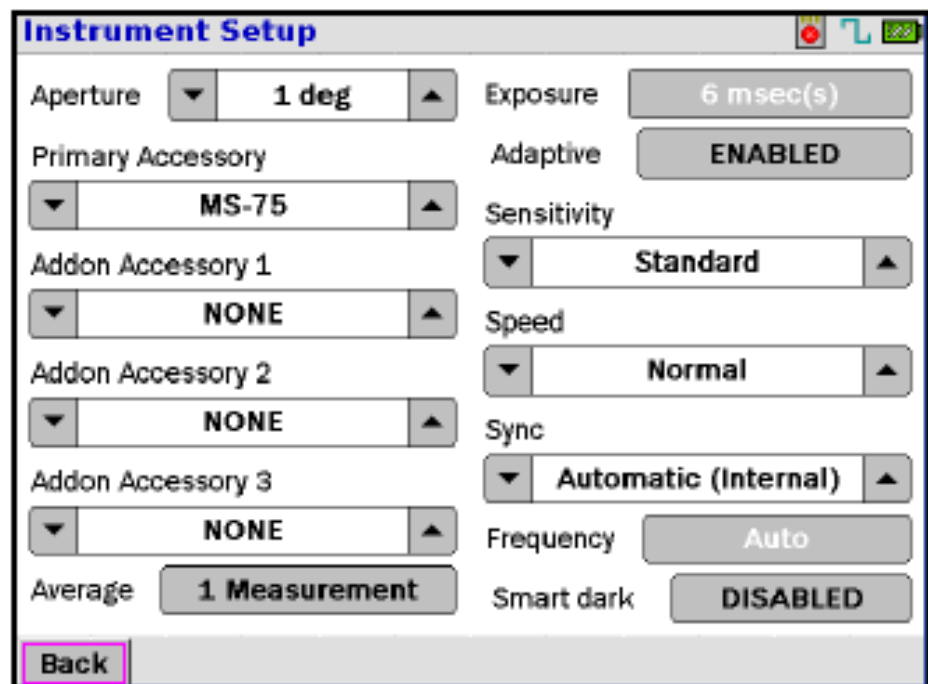 Instrument Setup
Aperture 1 deg
Primary Accessory
MS-75
Addon Accessory 1
NONE
Addon Accessory 2
NONE
Addon Accessory 3
NONE
Average 1 Measurement
Exposure 6 msec(s)
Adaptive ENABLED
Sensitivity
Standard
Speed
Normal
Sync
Automatic (Internal)
Frequency Auto
Smart dark DISABLED
Back